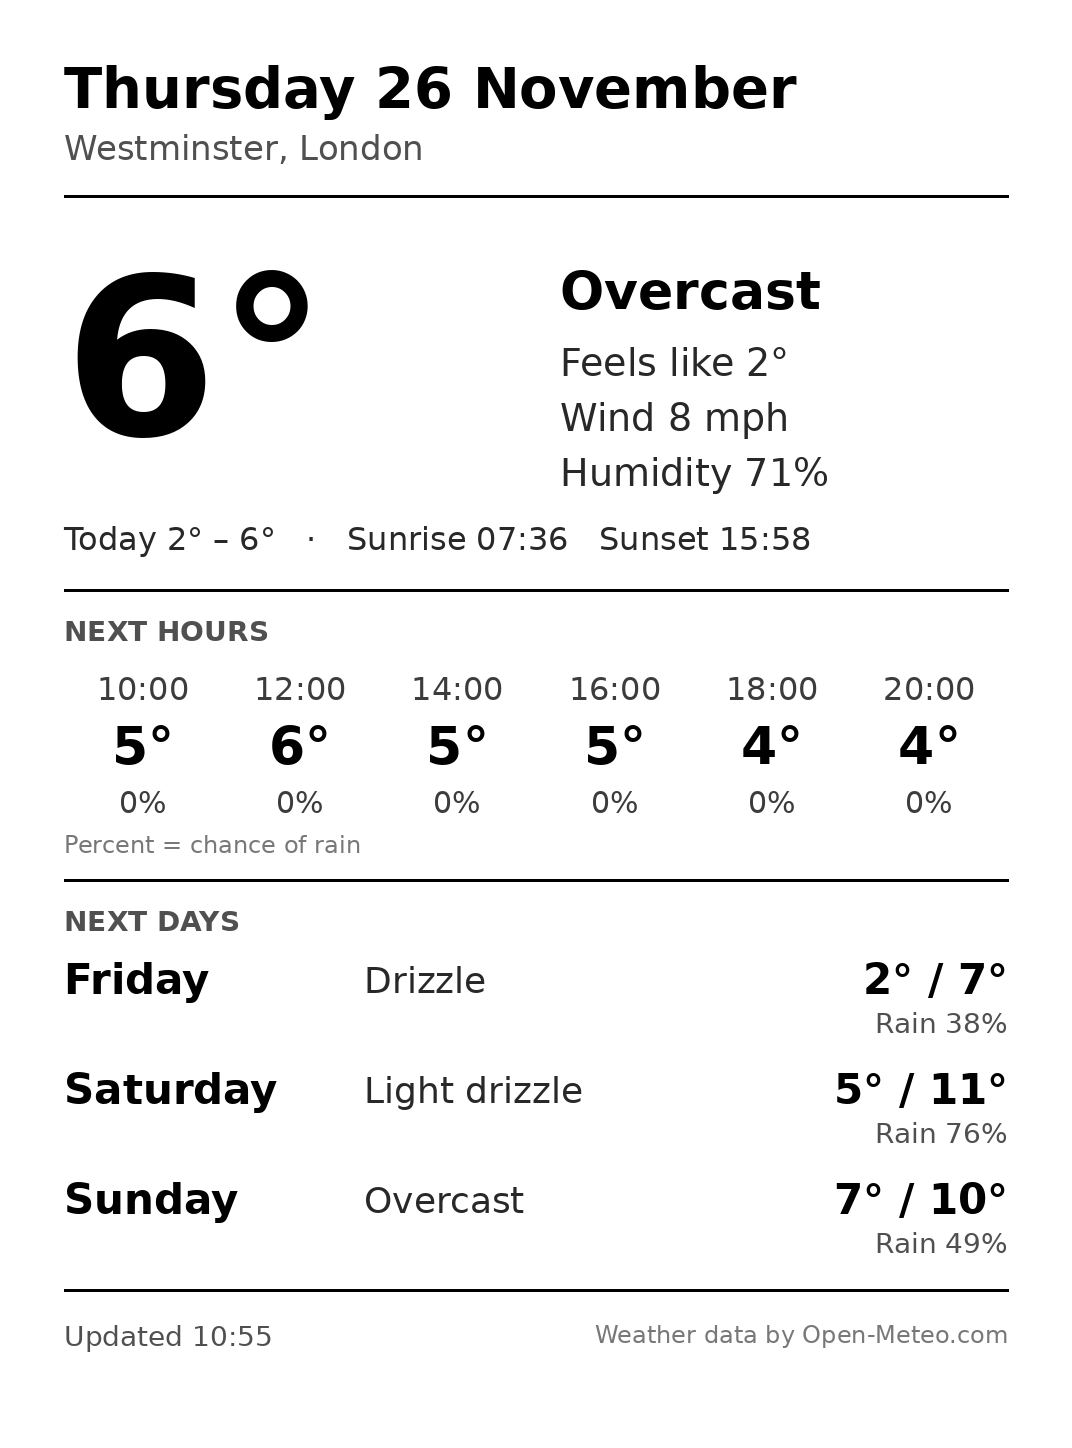 Thursday 26 November
Westminster, London
6°
Overcast
Feels like 2°
Wind 8 mph
Humidity 71%
Today 2° – 6° · Sunrise 07:36 Sunset 15:58
NEXT HOURS
10:00 12:00 14:00 16:00 18:00 20:00
5° 6° 5° 5° 4° 4°
0% 0% 0% 0% 0% 0%
Percent = chance of rain
NEXT DAYS
Friday Drizzle 2° / 7°
Rain 38%
Saturday Light drizzle 5° / 11°
Rain 76%
Sunday Overcast 7° / 10°
Rain 49%
Updated 10:55 Weather data by Open-Meteo.com